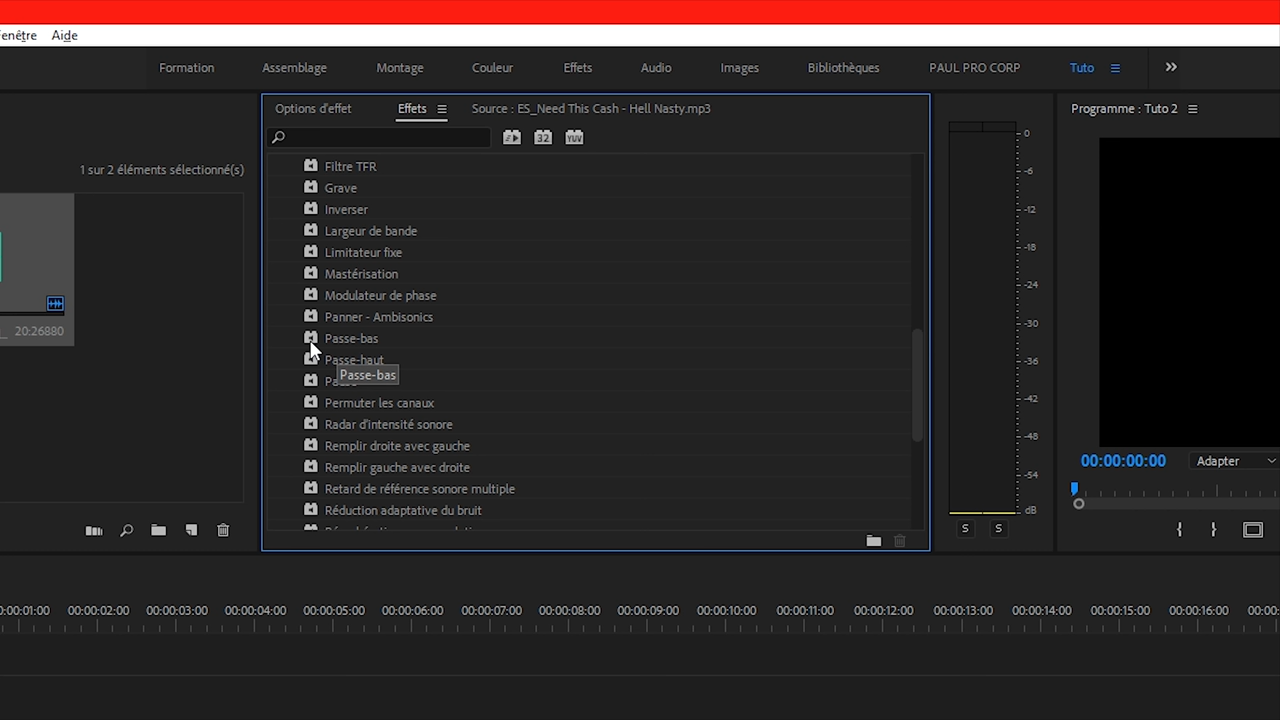 Fenêtre Aide
Formation Assemblage Montage Couleur Effets Audio Images Bibliothèques PAUL PRO CORP Tuto
Options d'effet Effets Source : ES_Need This Cash - Hell Nasty.mp3
Programme : Tuto 2
32 YUV
1 sur 2 élements sélectionné(s)
20:26880
Filtre TFR
Grave
Inverser
Largeur de bande
Limitateur fixe
Mastérisation
Modulateur de phase
Panner - Ambisonics
Passe-bas
Passe-haut
Passe-bas
Permuter les canaux
Radar d'intensité sonore
Remplir droite avec gauche
Remplir gauche avec droite
Retard de référence sonore multiple
Réduction adaptative du bruit
0
-6
-12
-18
-24
-30
-36
-42
-48
-54
dB
S S
00:00:00:00 Adapter
0:00:01:00 00:00:02:00 00:00:03:00 00:00:04:00 00:00:05:00 00:00:06:00 00:00:07:00 00:00:08:00 00:00:09:00 00:00:10:00 00:00:11:00 00:00:12:00 00:00:13:00 00:00:14:00 00:00:15:00 00:00:16:00 00:00